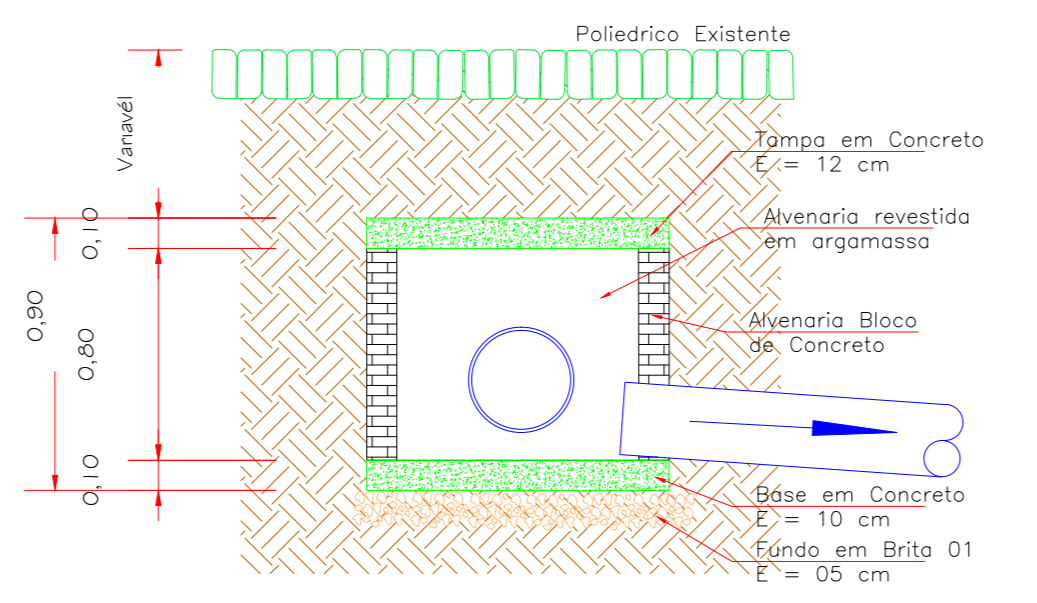 Poliedrico Existente
Vanavél
Tampa em Concreto
E = 12 cm
0,10
Alvenaria revestida
em argamassa
0,90
0,80
Alvenaria Bloco
de Concreto
0,10
Base em Concreto
E = 10 cm
Fundo em Brita 01
E = 05 cm